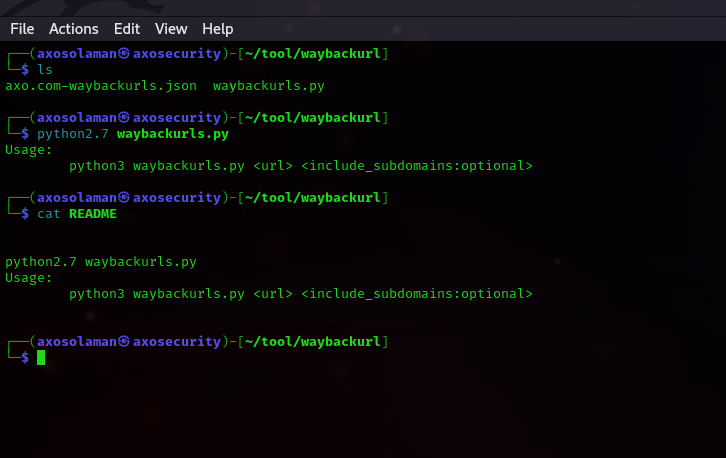 File Actions Edit View Help
┌──(axosolaman㉿axosecurity)-[~/tool/waybackurl]
└─$ ls
axo.com-waybackurls.json  waybackurls.py
┌──(axosolaman㉿axosecurity)-[~/tool/waybackurl]
└─$ python2.7 waybackurls.py
Usage:
        python3 waybackurls.py <url> <include_subdomains:optional>
┌──(axosolaman㉿axosecurity)-[~/tool/waybackurl]
└─$ cat README
python2.7 waybackurls.py
Usage:
        python3 waybackurls.py <url> <include_subdomains:optional>
┌──(axosolaman㉿axosecurity)-[~/tool/waybackurl]
└─$